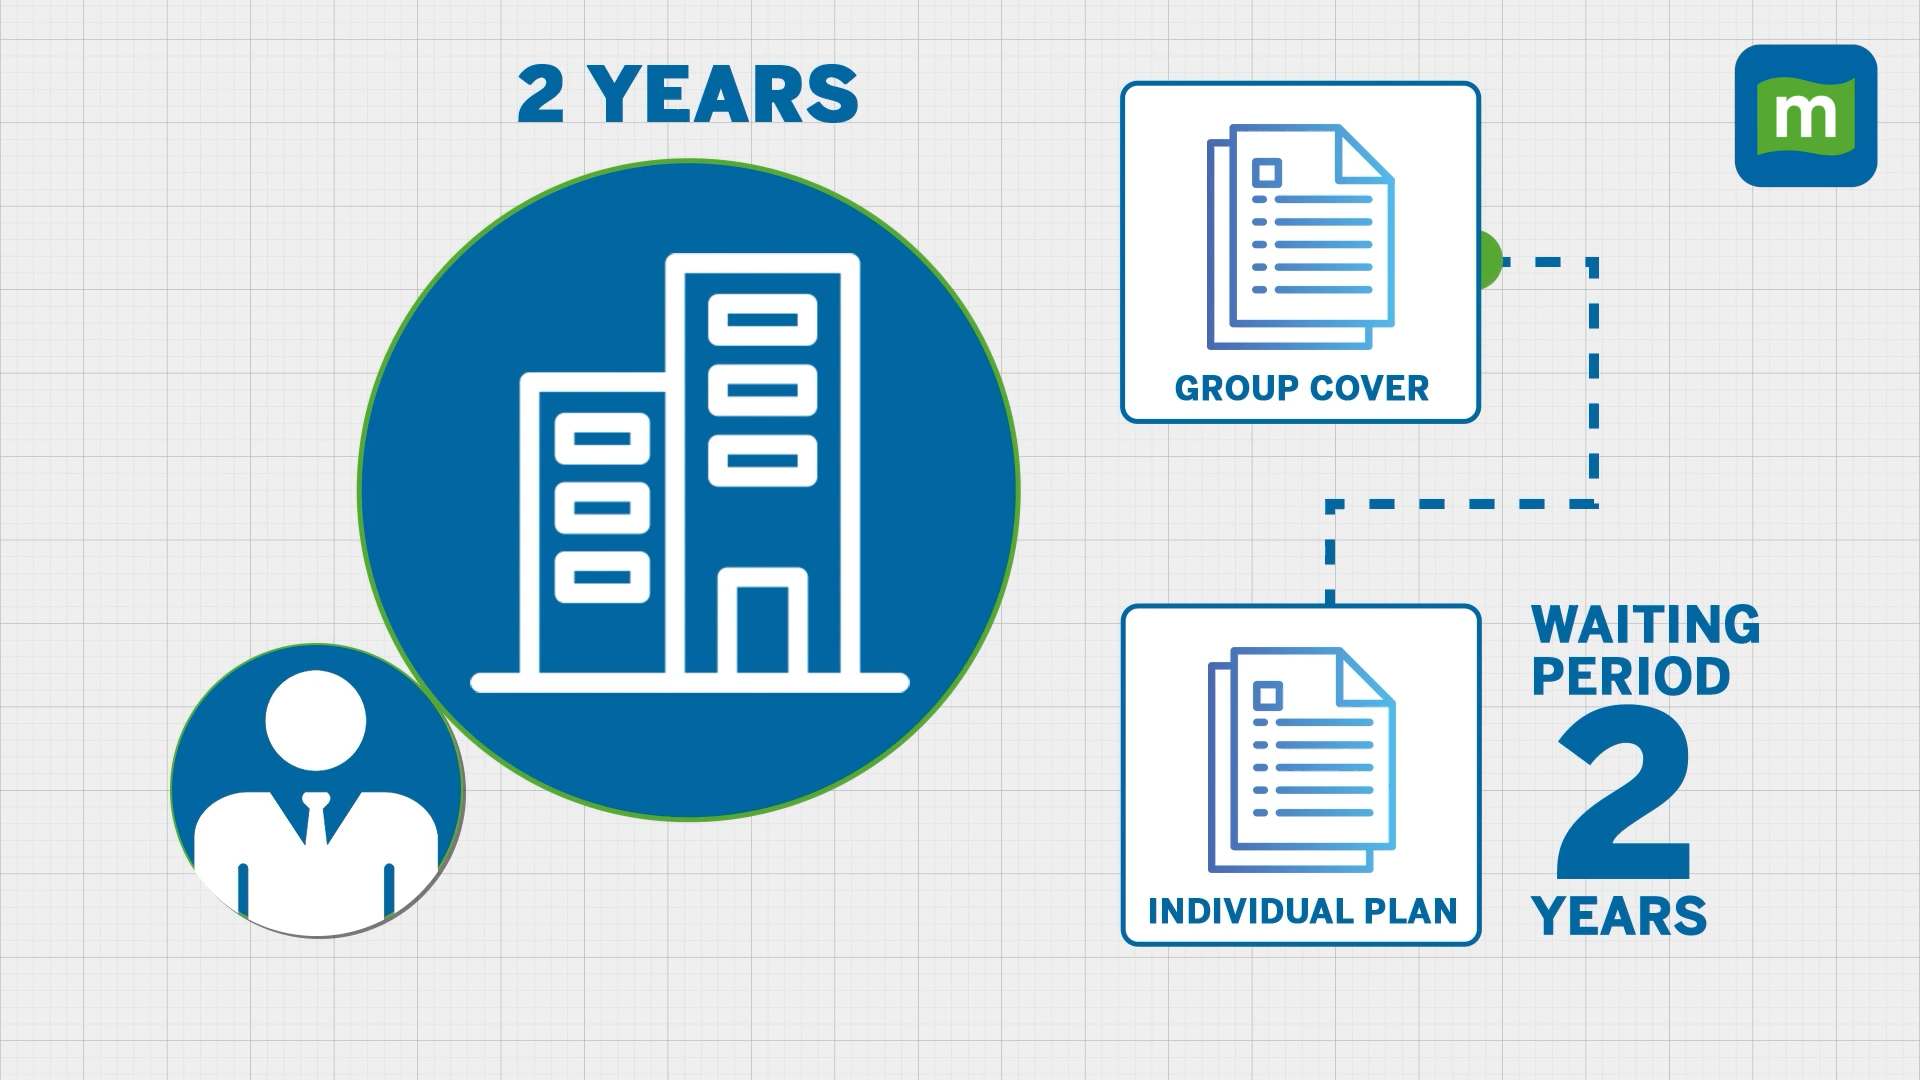 2 YEARS
m
GROUP COVER
INDIVIDUAL PLAN
WAITING
PERIOD
2
YEARS